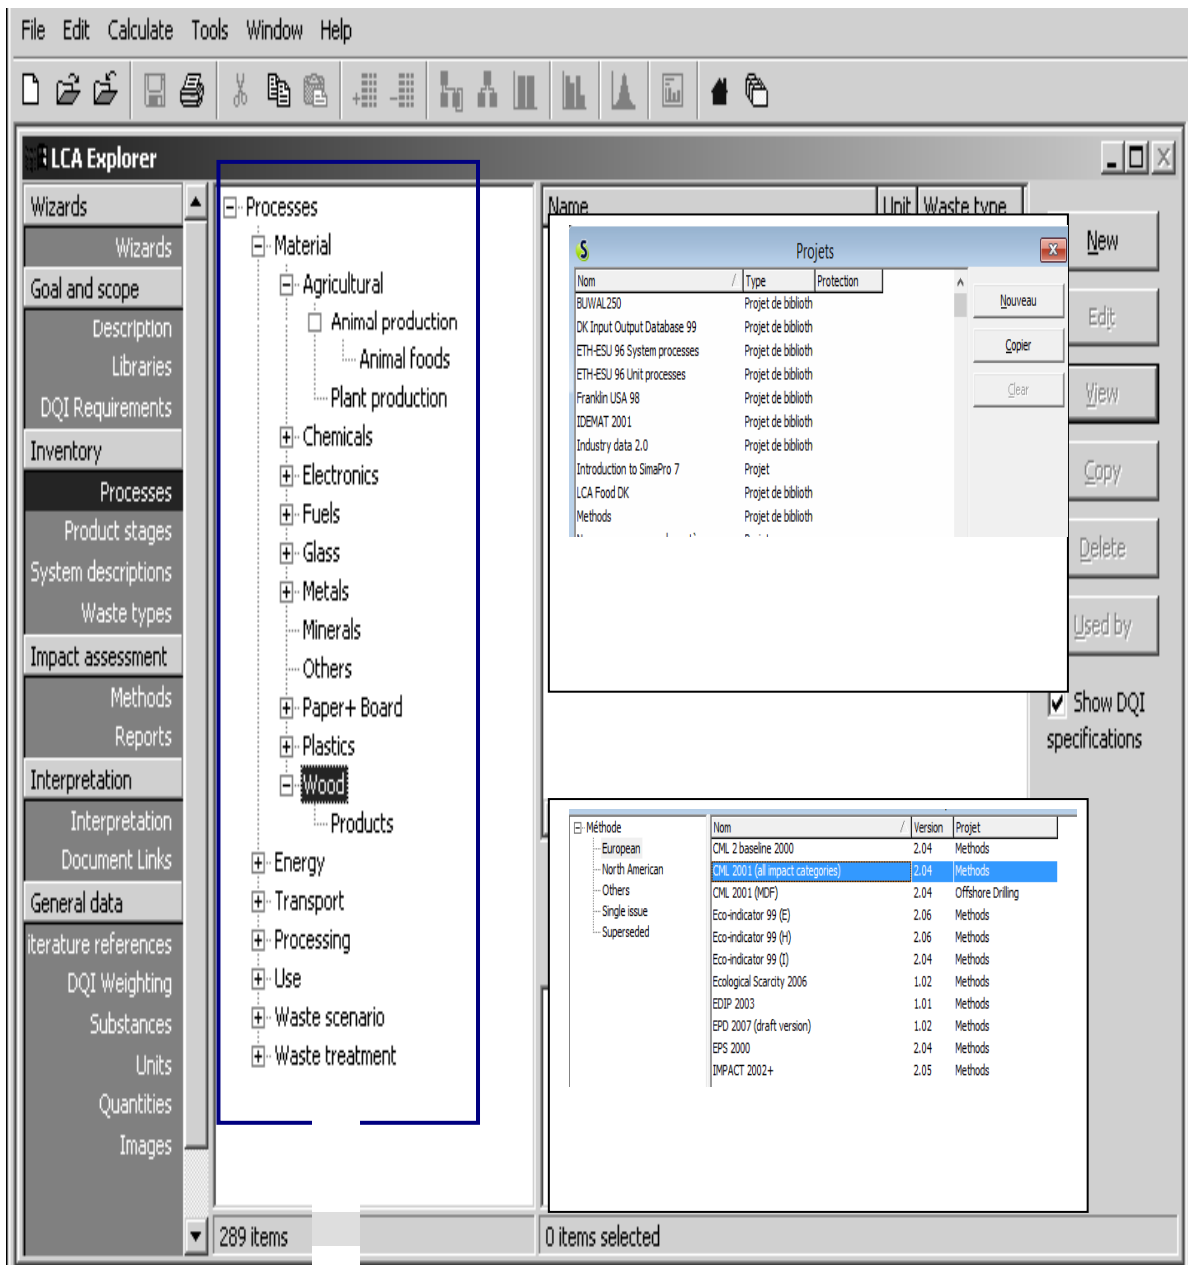 File Edit Calculate Tools Window Help
LCA Explorer
Wizards
Wizards
Goal and scope
Description
Libraries
DQI Requirements
Inventory
Processes
Product stages
System descriptions
Waste types
Impact assessment
Methods
Reports
Interpretation
Interpretation
Document Links
General data
iterature references
DQI Weighting
Substances
Units
Quantities
Images
Processes
Material
Agricultural
Animal production
Animal foods
Plant production
Chemicals
Electronics
Fuels
Glass
Metals
Minerals
Others
Paper+ Board
Plastics
Wood
Products
Energy
Transport
Processing
Use
Waste scenario
Waste treatment
289 items
Name Unit Waste type
Projets
Nom / Type Protection
BUWAL250 Projet de biblioth
DK Input Output Database 99 Projet de biblioth
ETH-ESU 96 System processes Projet de biblioth
ETH-ESU 96 Unit processes Projet de biblioth
Franklin USA 98 Projet de biblioth
IDEMAT 2001 Projet de biblioth
Industry data 2.0 Projet de biblioth
Introduction to SimaPro 7 Projet
LCA Food DK Projet de biblioth
Methods Projet de biblioth
Nouveau
Copier
Clear
Méthode
European
North American
Others
Single issue
Superseded
Nom / Version Projet
CML 2 baseline 2000 2.04 Methods
CML 2001 (all impact categories) 2.04 Methods
CML 2001 (MDF) 2.04 Offshore Drilling
Eco-indicator 99 (E) 2.06 Methods
Eco-indicator 99 (H) 2.06 Methods
Eco-indicator 99 (I) 2.04 Methods
Ecological Scarcity 2006 1.02 Methods
EDIP 2003 1.01 Methods
EPD 2007 (draft version) 1.02 Methods
EPS 2000 2.04 Methods
IMPACT 2002+ 2.05 Methods
0 items selected
New
Edit
View
Copy
Delete
Used by
Show DQI
specifications